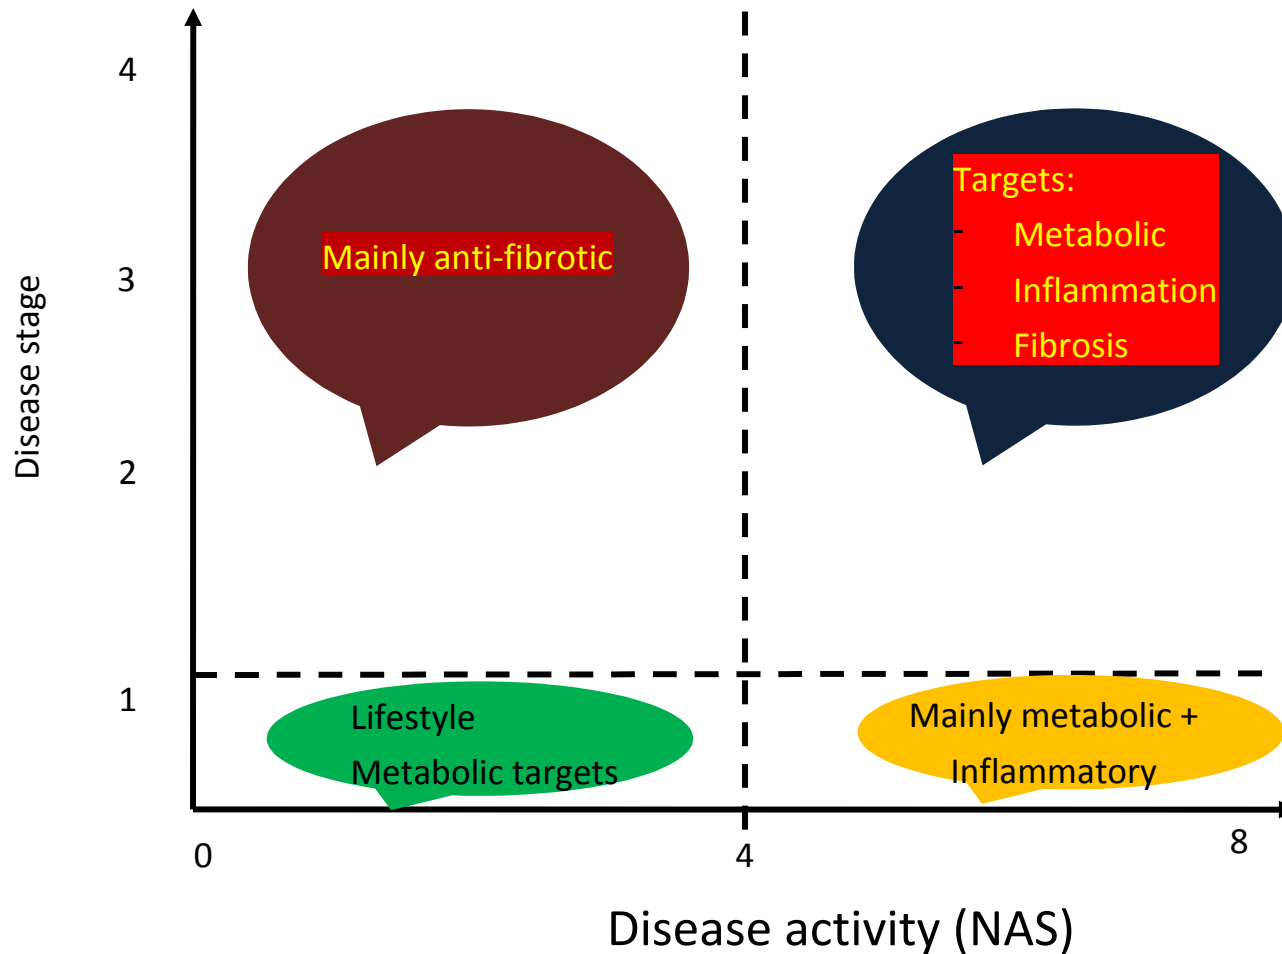 4
3
2
1
Disease stage
Mainly anti-fibrotic
Targets:
- Metabolic
- Inflammation
- Fibrosis
Lifestyle
Metabolic targets
Mainly metabolic +
Inflammatory
0
4
8
Disease activity (NAS)